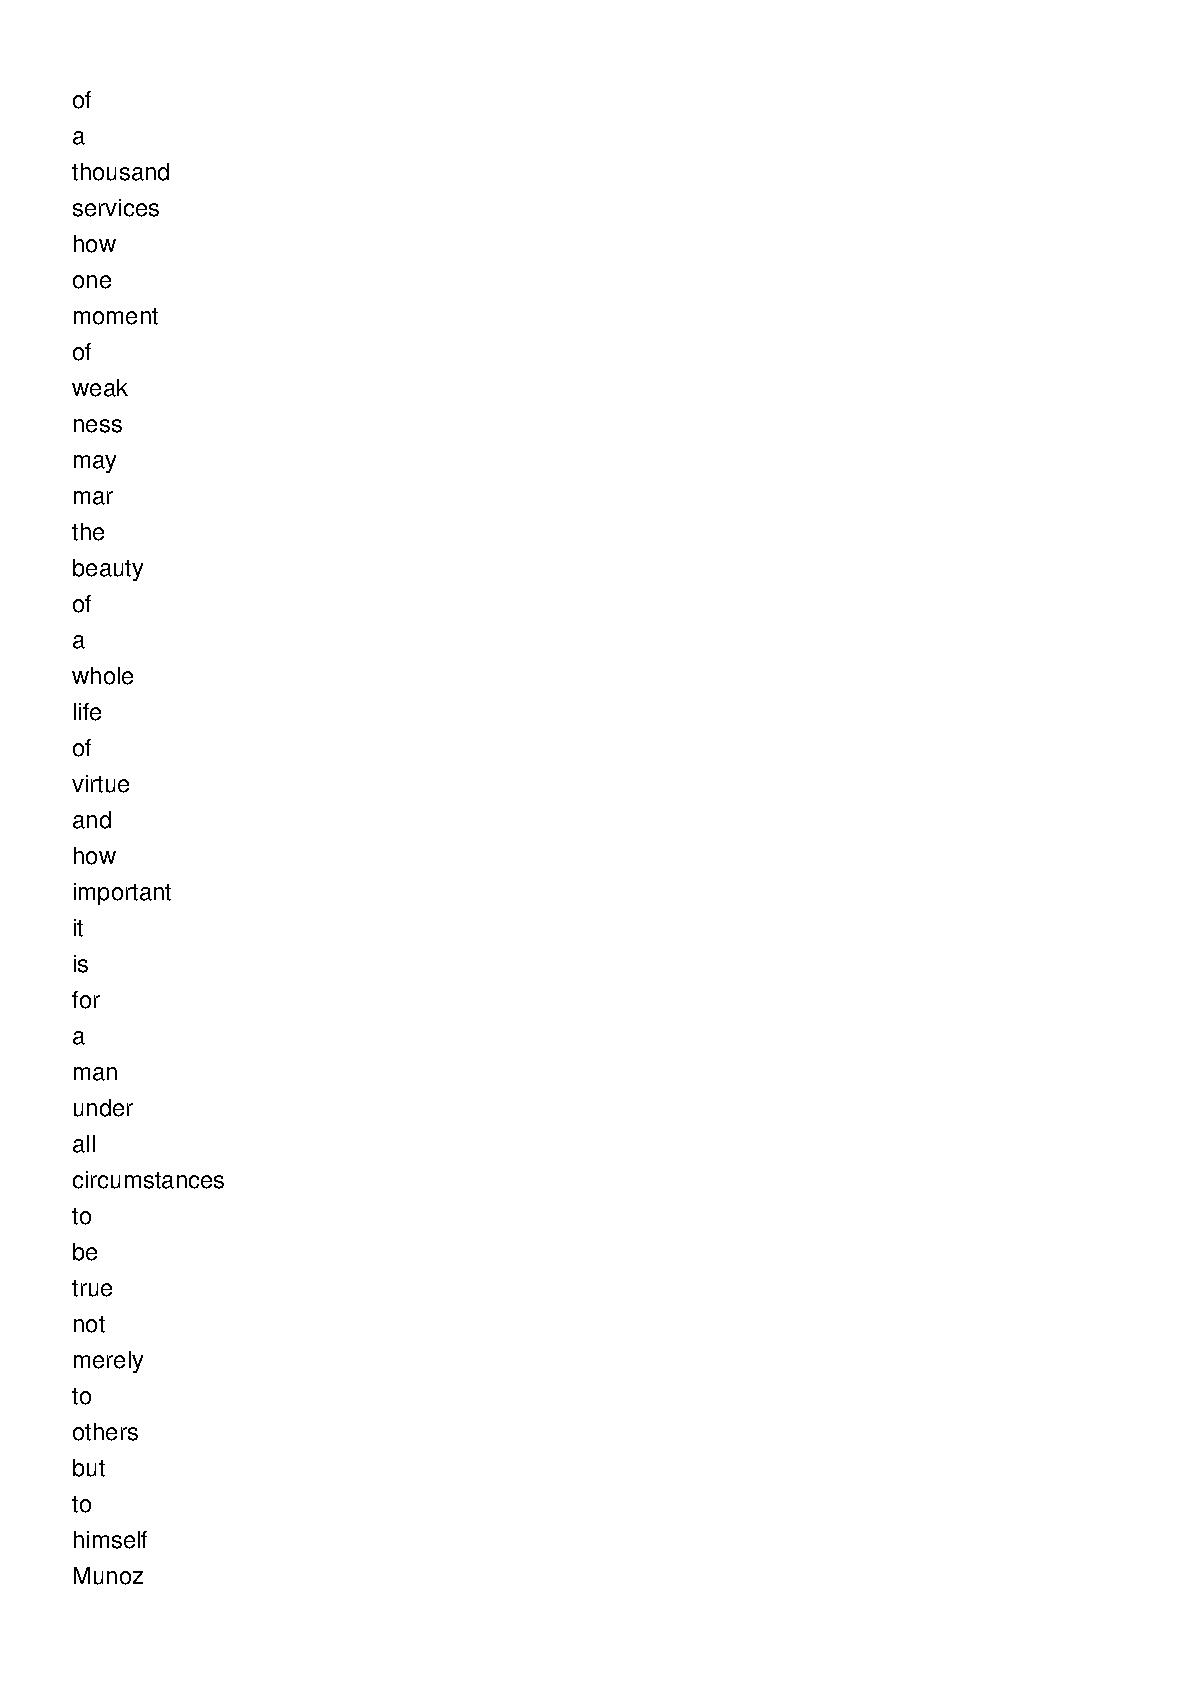 of
a
thousand
services
how
one
moment
of
weak
ness
may
mar
the
beauty
of
a
whole
life
of
virtue
and
how
important
it
is
for
a
man
under
all
circumstances
to
be
true
not
merely
to
others
but
to
himself
Munoz